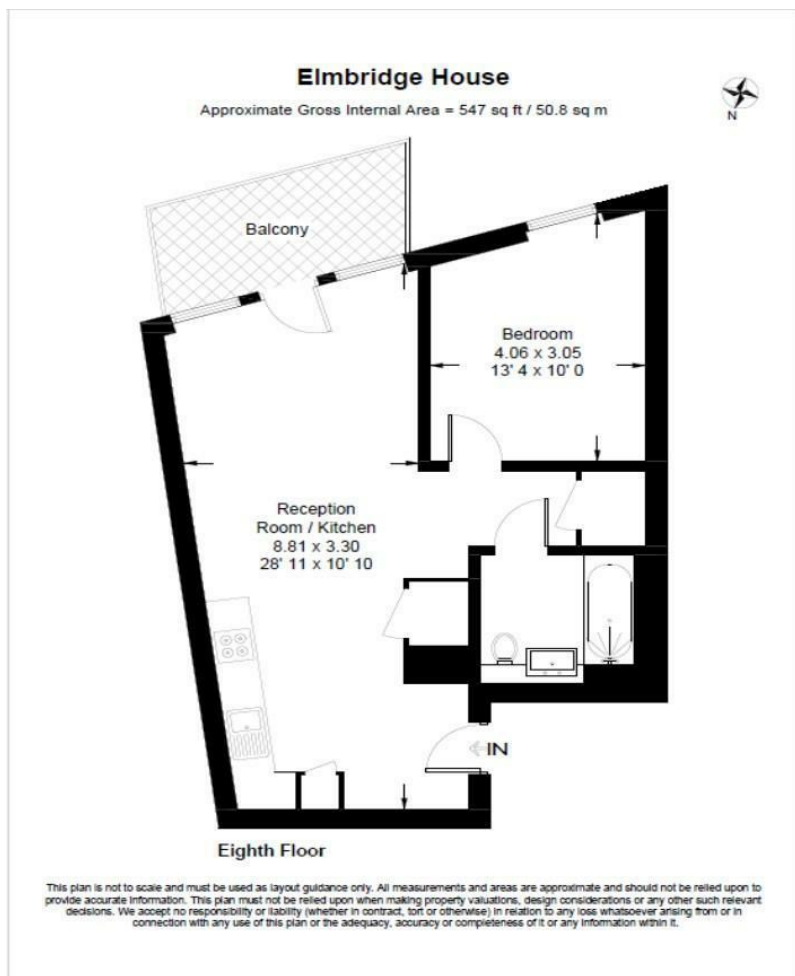 Elmbridge House
Approximate Gross Internal Area = 547 sq ft / 50.8 sq m
N
Balcony
Bedroom
4.06 x 3.05
13' 4 x 10' 0
Reception
Room / Kitchen
8.81 x 3.30
28' 11 x 10' 10
IN
Eighth Floor
This plan is not to scale and must be used as layout guidance only. All measurements and areas are approximate and should not be relied upon to
provide accurate information. This plan must not be relied upon when making property valuations, design considerations or any other such relevant
decisions. We accept no responsibility or liability (whether in contract, tort or otherwise) in relation to any loss whatsoever arising from or in
connection with any use of this plan or the adequacy, accuracy or completeness of it or any information within it.